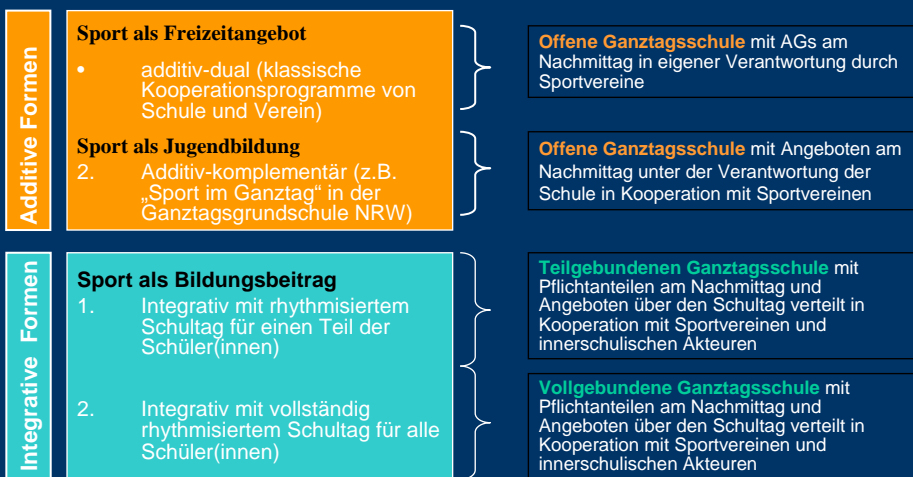 Additive Formen
Sport als Freizeitangebot
• additiv-dual (klassische
Kooperationsprogramme von
Schule und Verein)
Sport als Jugendbildung
2. Additiv-komplementär (z.B.
„Sport im Ganztag“ in der
Ganztagsgrundschule NRW)
Offene Ganztagsschule mit AGs am
Nachmittag in eigener Verantwortung durch
Sportvereine
Offene Ganztagsschule mit Angeboten am
Nachmittag unter der Verantwortung der
Schule in Kooperation mit Sportvereinen
Integrative Formen
Sport als Bildungsbeitrag
1. Integrativ mit rhythmisiertem
Schultag für einen Teil der
Schüler(innen)
2. Integrativ mit vollständig
rhythmisiertem Schultag für alle
Schüler(innen)
Teilgebundenen Ganztagsschule mit
Pflichtanteilen am Nachmittag und
Angeboten über den Schultag verteilt in
Kooperation mit Sportvereinen und
innerschulischen Akteuren
Vollgebundene Ganztagsschule mit
Pflichtanteilen am Nachmittag und
Angeboten über den Schultag verteilt in
Kooperation mit Sportvereinen und
innerschulischen Akteuren